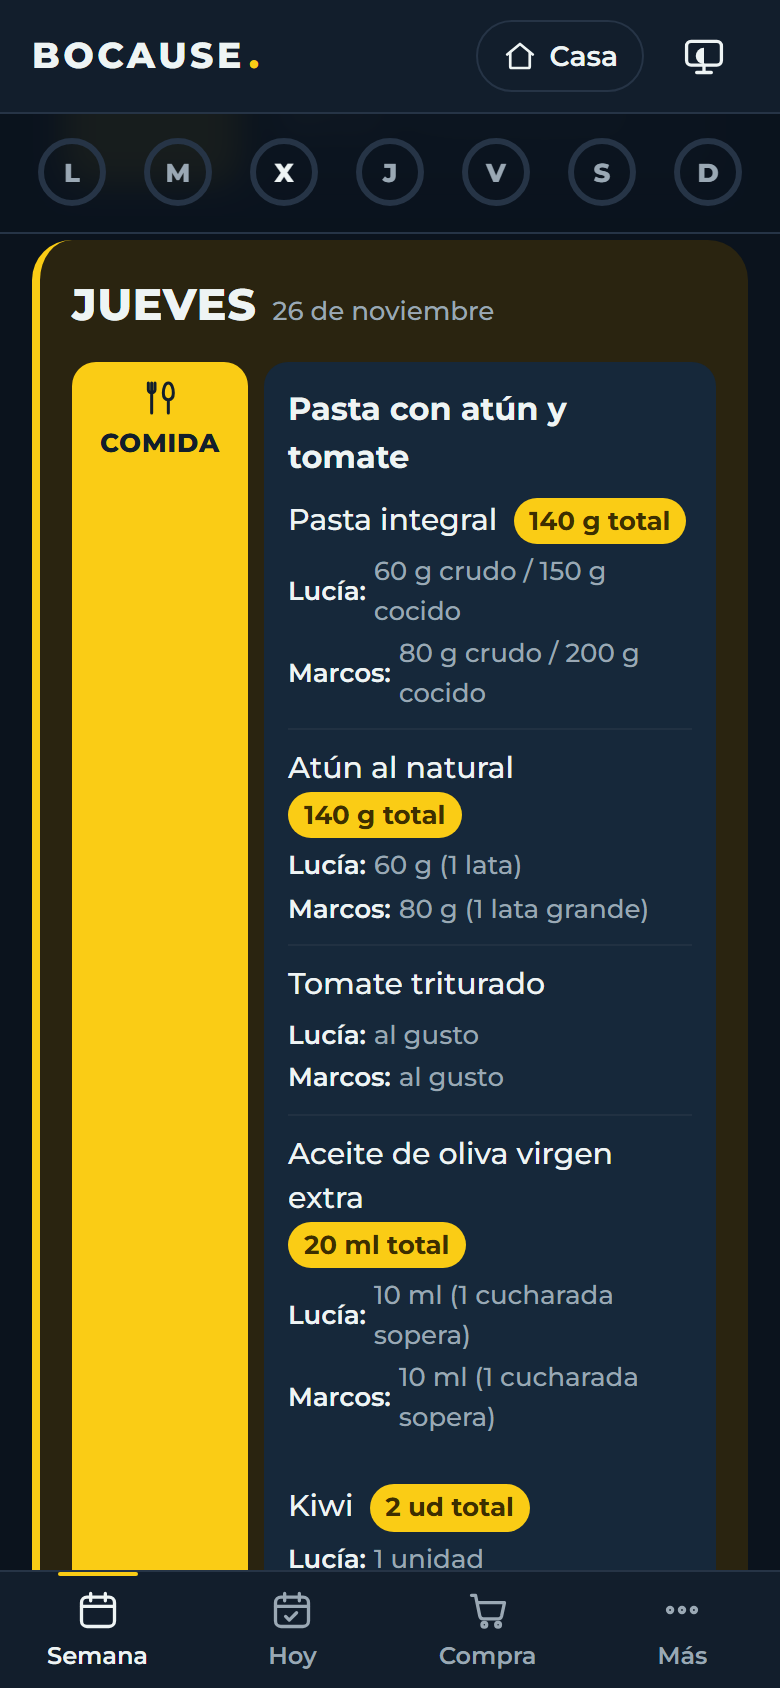 BOCAUSE.
Casa
L M X J V S D
JUEVES 26 de noviembre
COMIDA
Pasta con atún y
tomate
Pasta integral 140 g total
Lucía: 60 g crudo / 150 g
cocido
Marcos: 80 g crudo / 200 g
cocido
Atún al natural
140 g total
Lucía: 60 g (1 lata)
Marcos: 80 g (1 lata grande)
Tomate triturado
Lucía: al gusto
Marcos: al gusto
Aceite de oliva virgen
extra
20 ml total
Lucía: 10 ml (1 cucharada
sopera)
Marcos: 10 ml (1 cucharada
sopera)
Kiwi 2 ud total
Lucía: 1 unidad
Semana Hoy Compra Más